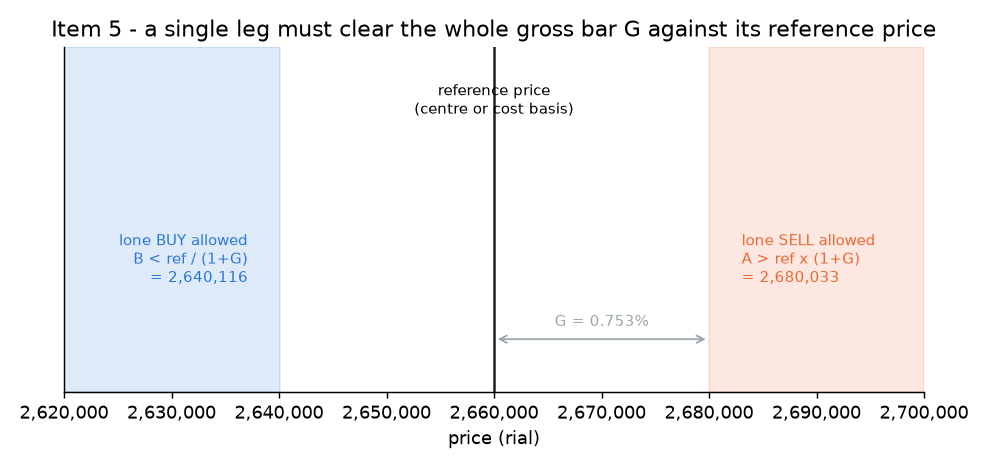 Item 5 - a single leg must clear the whole gross bar G against its reference price
reference price
(centre or cost basis)
lone BUY allowed
B < ref / (1+G)
= 2,640,116
lone SELL allowed
A > ref x (1+G)
= 2,680,033
G = 0.753%
2,620,000 2,630,000 2,640,000 2,650,000 2,660,000 2,670,000 2,680,000 2,690,000 2,700,000
price (rial)